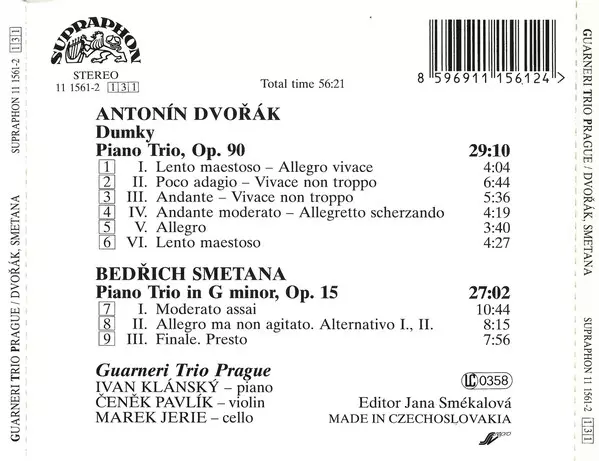 SUPRAPHON
STEREO
11 1561-2 1 3 1
Total time 56:21
8 596911 156124
ANTONÍN DVOŘÁK
Dumky
Piano Trio, Op. 90 29:10
1 I. Lento maestoso – Allegro vivace 4:04
2 II. Poco adagio – Vivace non troppo 6:44
3 III. Andante – Vivace non troppo 5:36
4 IV. Andante moderato – Allegretto scherzando 4:19
5 V. Allegro 3:40
6 VI. Lento maestoso 4:27
BEDŘICH SMETANA
Piano Trio in G minor, Op. 15 27:02
7 I. Moderato assai 10:44
8 II. Allegro ma non agitato. Alternativo I., II. 8:15
9 III. Finale. Presto 7:56
Guarneri Trio Prague
IVAN KLÁNSKÝ – piano
ČENĚK PAVLÍK – violin
MAREK JERIE – cello
LC 0358
Editor Jana Smékalová
MADE IN CZECHOSLOVAKIA
GUARNERI TRIO PRAGUE / DVOŘÁK, SMETANA SUPRAPHON 11 1561-2 1 3 1
GUARNERI TRIO PRAGUE / DVOŘÁK, SMETANA SUPRAPHON 11 1561-2 1 3 1